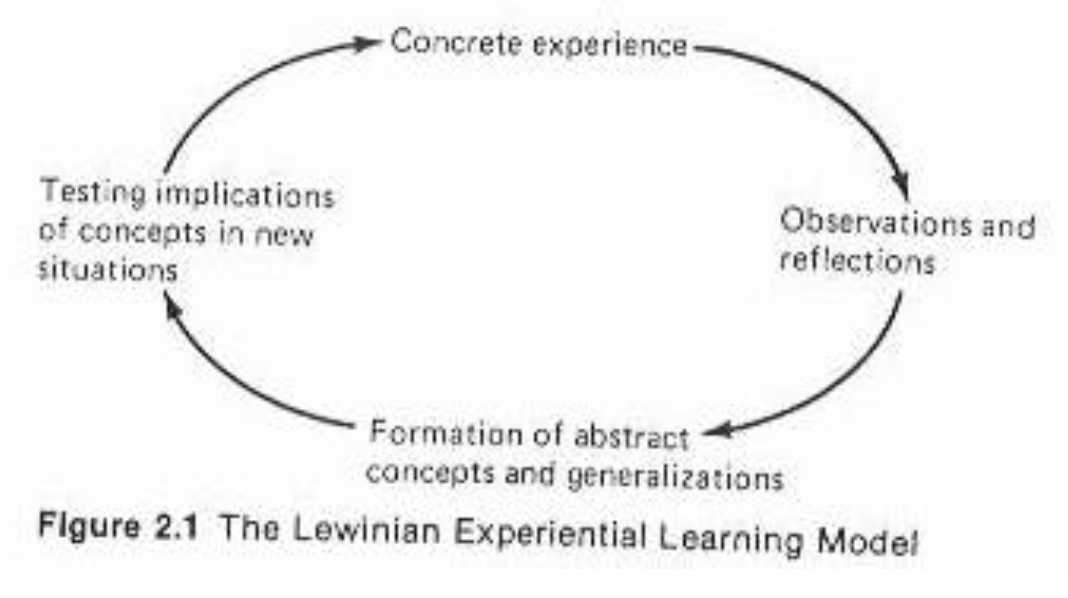 Concrete experience
Testing implications
of concepts in new
situations
Observations and
reflections
Formation of abstract
concepts and generalizations
Figure 2.1 The Lewinian Experiential Learning Model